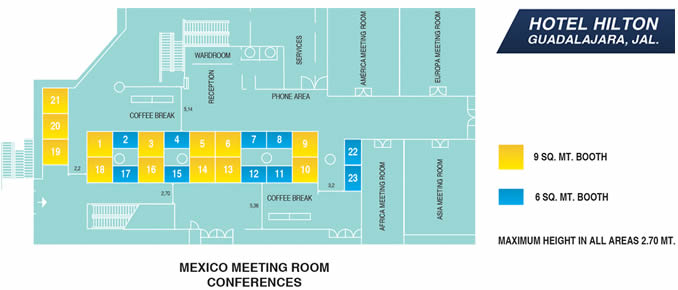 HOTEL HILTON
GUADALAJARA, JAL.
WARDROOM
RECEPTION
SERVICES
AMÉRICA MEETING ROOM
EUROPA MEETING ROOM
PHONE AREA
COFFEE BREAK
5,14
21
20
19
2,2
1
2
3
4
5
6
7
8
9
18
17
16
15
14
13
12
11
10
22
23
3,2
2,70
5,36
COFFEE BREAK
AFRICA MEETING ROOM
ASIA MEETING ROOM
9 SQ. MT. BOOTH
6 SQ. MT. BOOTH
MAXIMUM HEIGHT IN ALL AREAS 2.70 MT.
MEXICO MEETING ROOM
CONFERENCES